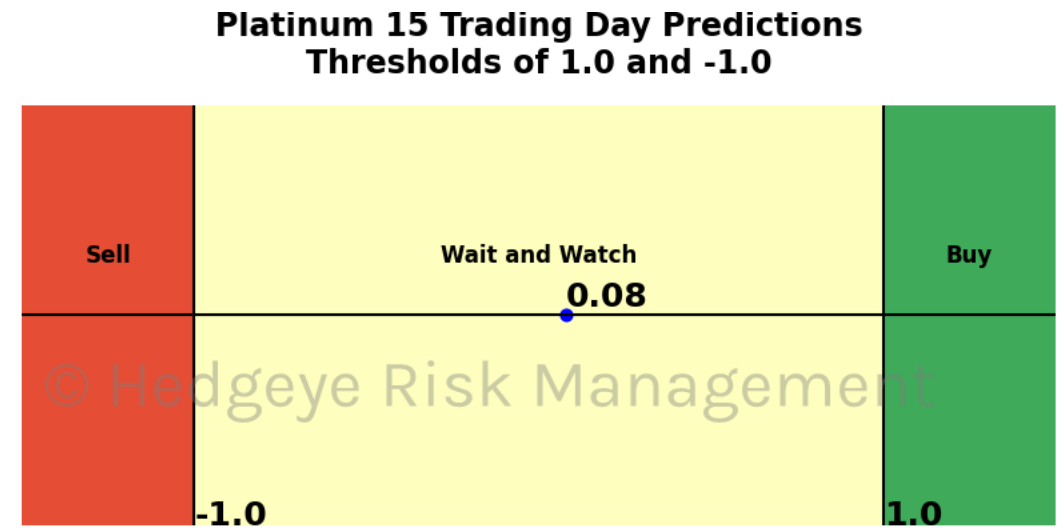 Platinum 15 Trading Day Predictions
Thresholds of 1.0 and -1.0
Sell
Wait and Watch
Buy
0.08
© Hedgeye Risk Management
-1.0
1.0